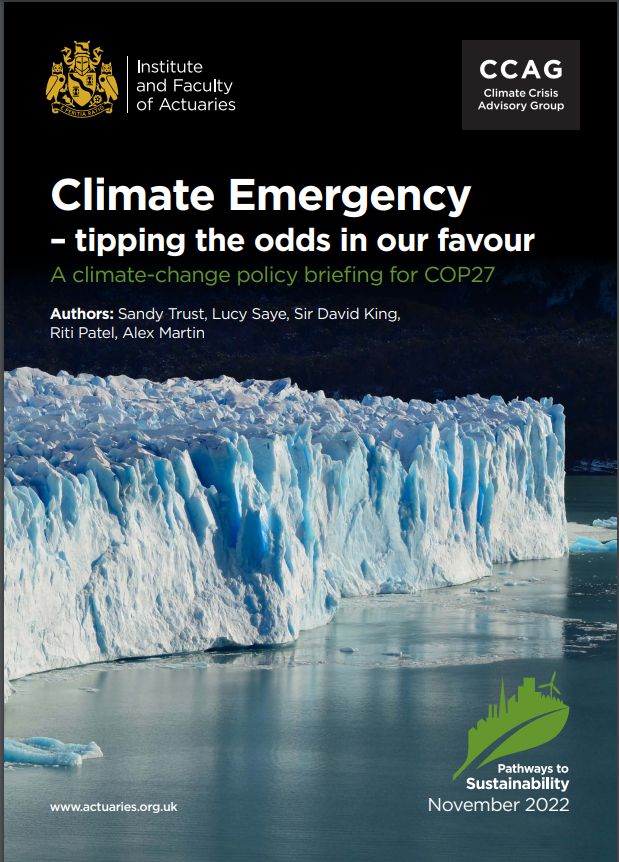 Institute
and Faculty
of Actuaries
CCAG
Climate Crisis
Advisory Group
Climate Emergency
– tipping the odds in our favour
A climate-change policy briefing for COP27
Authors: Sandy Trust, Lucy Saye, Sir David King,
Riti Patel, Alex Martin
Pathways to
Sustainability
www.actuaries.org.uk
November 2022